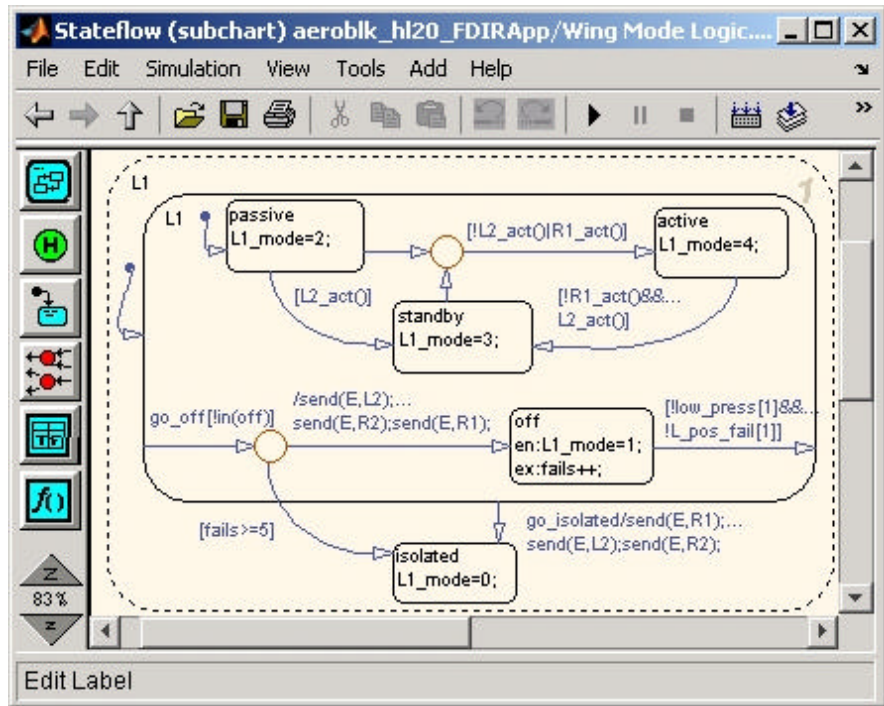 Stateflow (subchart) aeroblk_hl20_FDIRApp/Wing Mode Logic....
File Edit Simulation View Tools Add Help
L1
L1
passive
L1_mode=2;
[!L2_act()|R1_act()]
active
L1_mode=4;
[L2_act()]
standby
L1_mode=3;
[!R1_act()&&...
L2_act()]
go_off[!in(off)]
/send(E,L2);...
send(E,R2);send(E,R1);
off
en:L1_mode=1;
ex:fails++;
[!low_press[1]&&...
!L_pos_fail[1]]
[fails>=5]
go_isolated/send(E,R1);...
send(E,L2);send(E,R2);
isolated
L1_mode=0;
H
f()
Z
83%
Z
Edit Label